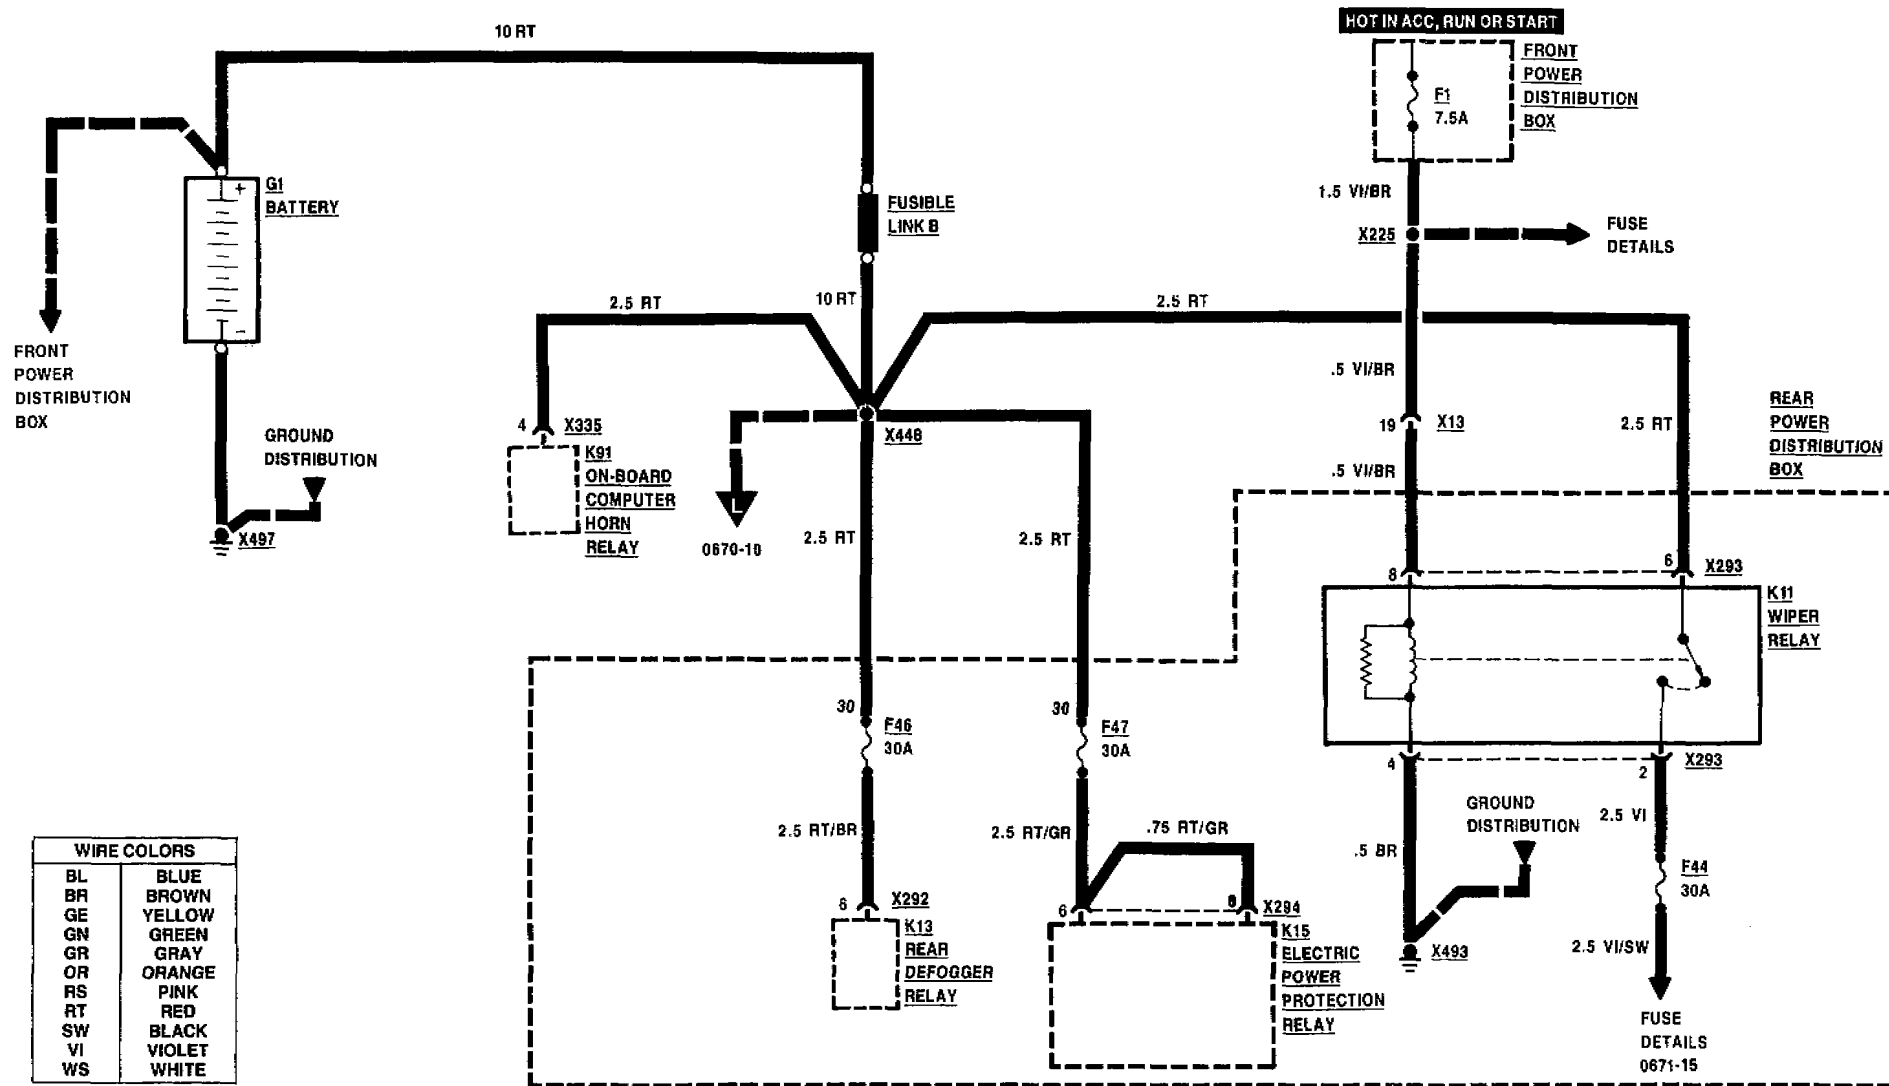 HOT IN ACC, RUN OR START
10 RT
FRONT
POWER
DISTRIBUTION
BOX
F1
7.5A
G1
BATTERY
+
-
FUSIBLE
LINK B
1.5 VI/BR
X225
FUSE
DETAILS
2.5 RT
10 RT
2.5 RT
FRONT
POWER
DISTRIBUTION
BOX
.5 VI/BR
REAR
POWER
DISTRIBUTION
BOX
GROUND
DISTRIBUTION
4
X335
X448
19
X13
2.5 RT
K91
ON-BOARD
COMPUTER
HORN
RELAY
.5 VI/BR
L
0670-10
X497
2.5 RT
2.5 RT
8
6
X293
K11
WIPER
RELAY
30
F46
30A
30
F47
30A
4
2
X293
GROUND
DISTRIBUTION
2.5 VI
2.5 RT/BR
2.5 RT/GR
.75 RT/GR
.5 BR
F44
30A
6
X292
6
8
X294
K13
REAR
DEFOGGER
RELAY
K15
ELECTRIC
POWER
PROTECTION
RELAY
X493
2.5 VI/SW
FUSE
DETAILS
0671-15
WIRE COLORS
BL BLUE
BR BROWN
GE YELLOW
GN GREEN
GR GRAY
OR ORANGE
RS PINK
RT RED
SW BLACK
VI VIOLET
WS WHITE